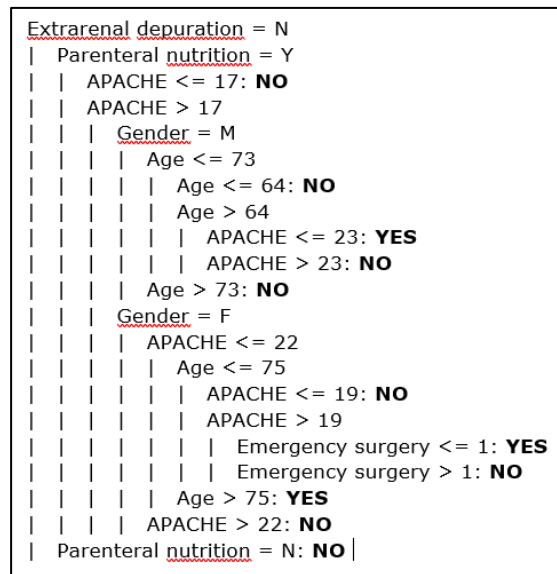 Extrarenal depuration = N
| Parenteral nutrition = Y
| | APACHE <= 17: NO
| | APACHE > 17
| | | Gender = M
| | | | Age <= 73
| | | | | Age <= 64: NO
| | | | | Age > 64
| | | | | | APACHE <= 23: YES
| | | | | | APACHE > 23: NO
| | | | Age > 73: NO
| | | Gender = F
| | | | APACHE <= 22
| | | | | Age <= 75
| | | | | | APACHE <= 19: NO
| | | | | | APACHE > 19
| | | | | | | Emergency surgery <= 1: YES
| | | | | | | Emergency surgery > 1: NO
| | | | | Age > 75: YES
| | | | APACHE > 22: NO
| Parenteral nutrition = N: NO